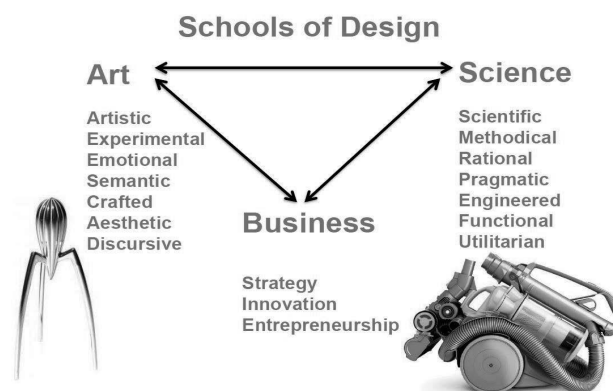 Schools of Design
Art
Science
Artistic
Experimental
Emotional
Semantic
Crafted
Aesthetic
Discursive
Scientific
Methodical
Rational
Pragmatic
Engineered
Functional
Utilitarian
Business
Strategy
Innovation
Entrepreneurship